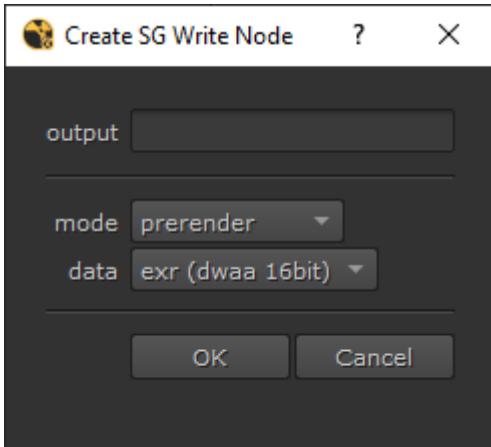 Create SG Write Node ?
output
mode prerender
data exr (dwaa 16bit)
OK Cancel